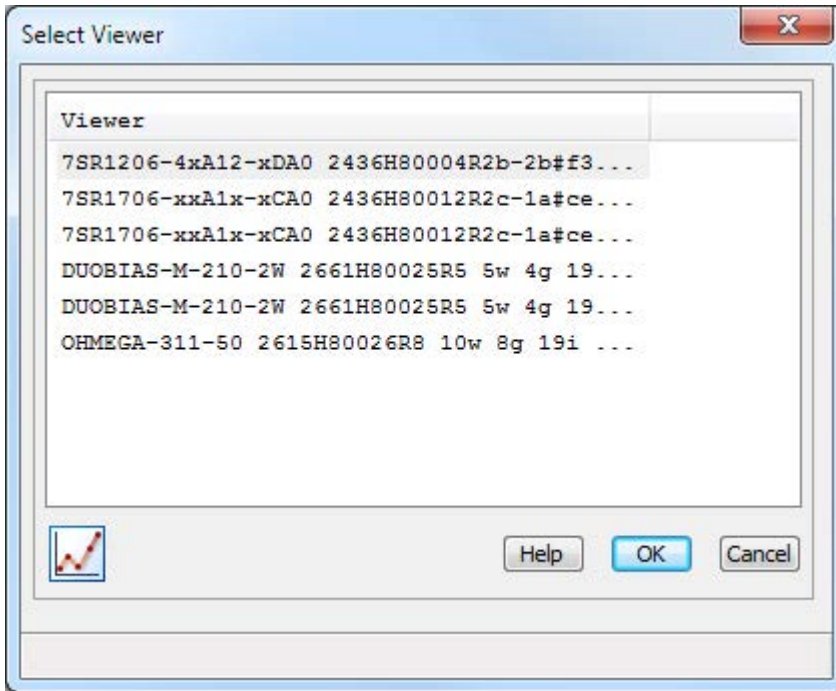 Select Viewer
Viewer
7SR1206-4xA12-xDA0 2436H80004R2b-2b#f3...
7SR1706-xxA1x-xCA0 2436H80012R2c-1a#ce...
7SR1706-xxA1x-xCA0 2436H80012R2c-1a#ce...
DUOBIAS-M-210-2W 2661H80025R5 5w 4g 19...
DUOBIAS-M-210-2W 2661H80025R5 5w 4g 19...
OHMEGA-311-50 2615H80026R8 10w 8g 19i ...
Help OK Cancel